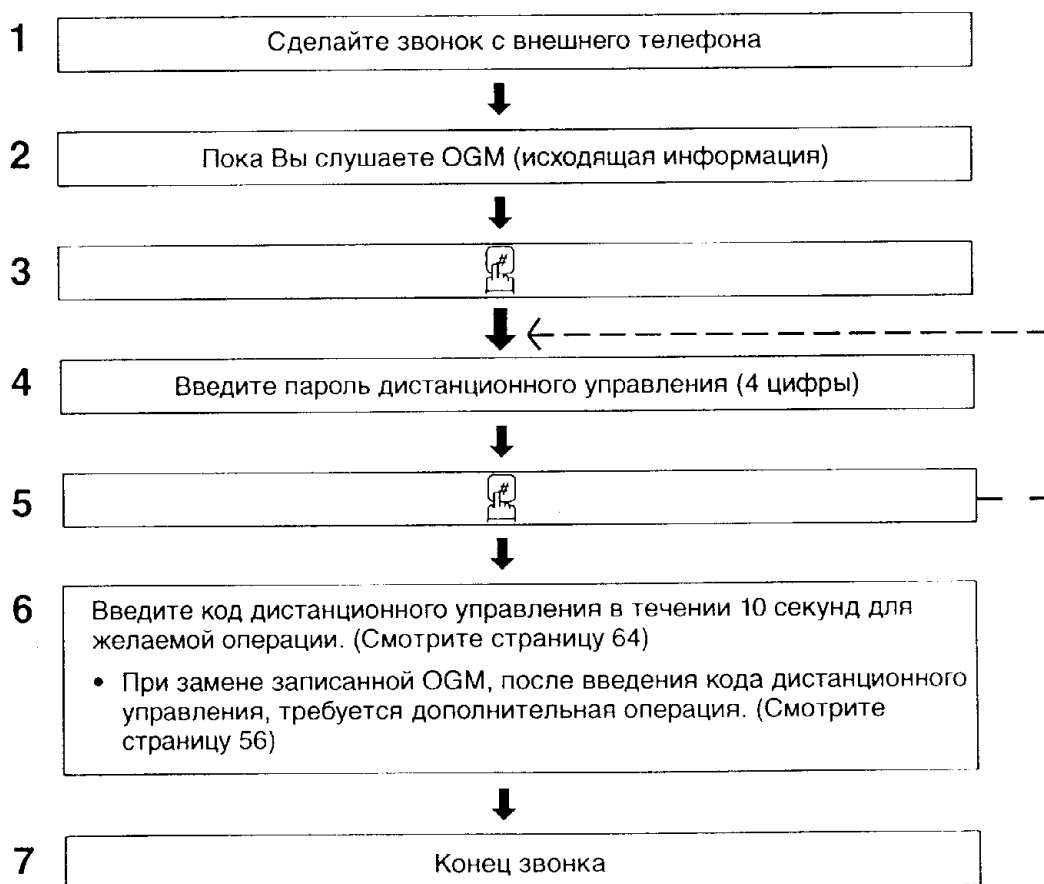 1 Сделайте звонок с внешнего телефона
2 Пока Вы слушаете OGM (исходящая информация)
3 #
4 Введите пароль дистанционного управления (4 цифры)
5 #
6 Введите код дистанционного управления в течении 10 секунд для
желаемой операции. (Смотрите страницу 64)
• При замене записанной OGM, после введения кода дистанционного
управления, требуется дополнительная операция. (Смотрите
страницу 56)
7 Конец звонка